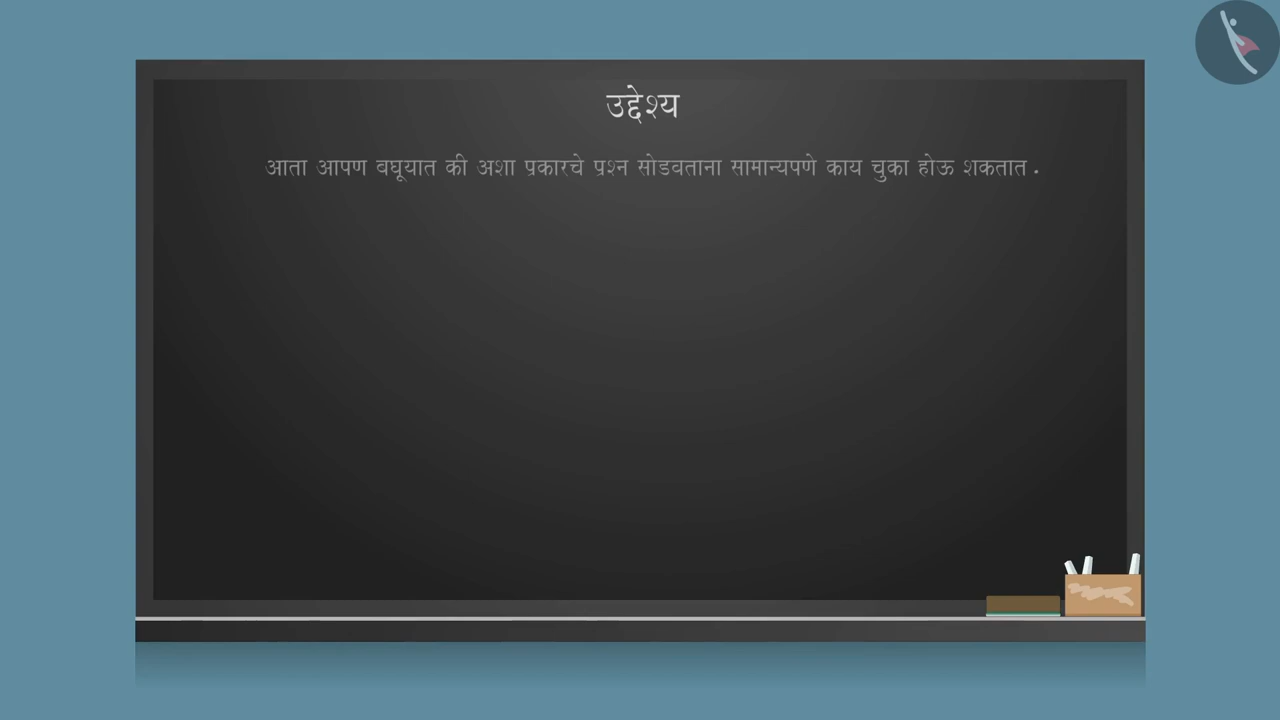 उद्देश्य
आता आपण बघूयात की अशा प्रकारचे प्रश्न सोडवताना सामान्यपणे काय चुका होऊ शकतात .